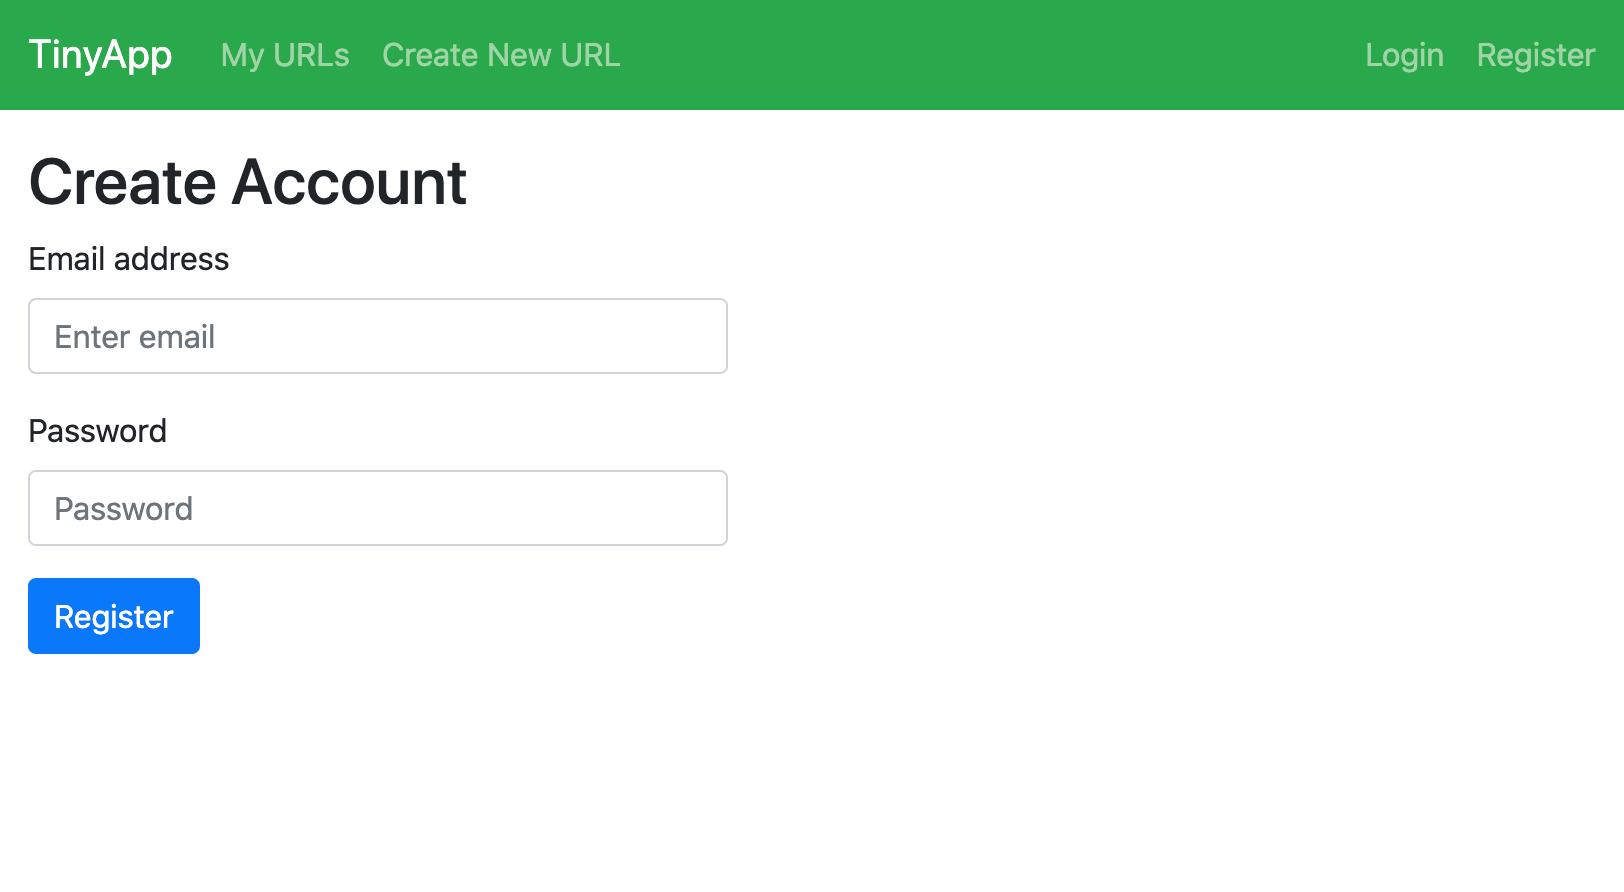 TinyApp My URLs Create New URL Login Register
Create Account
Email address
Enter email
Password
Password
Register